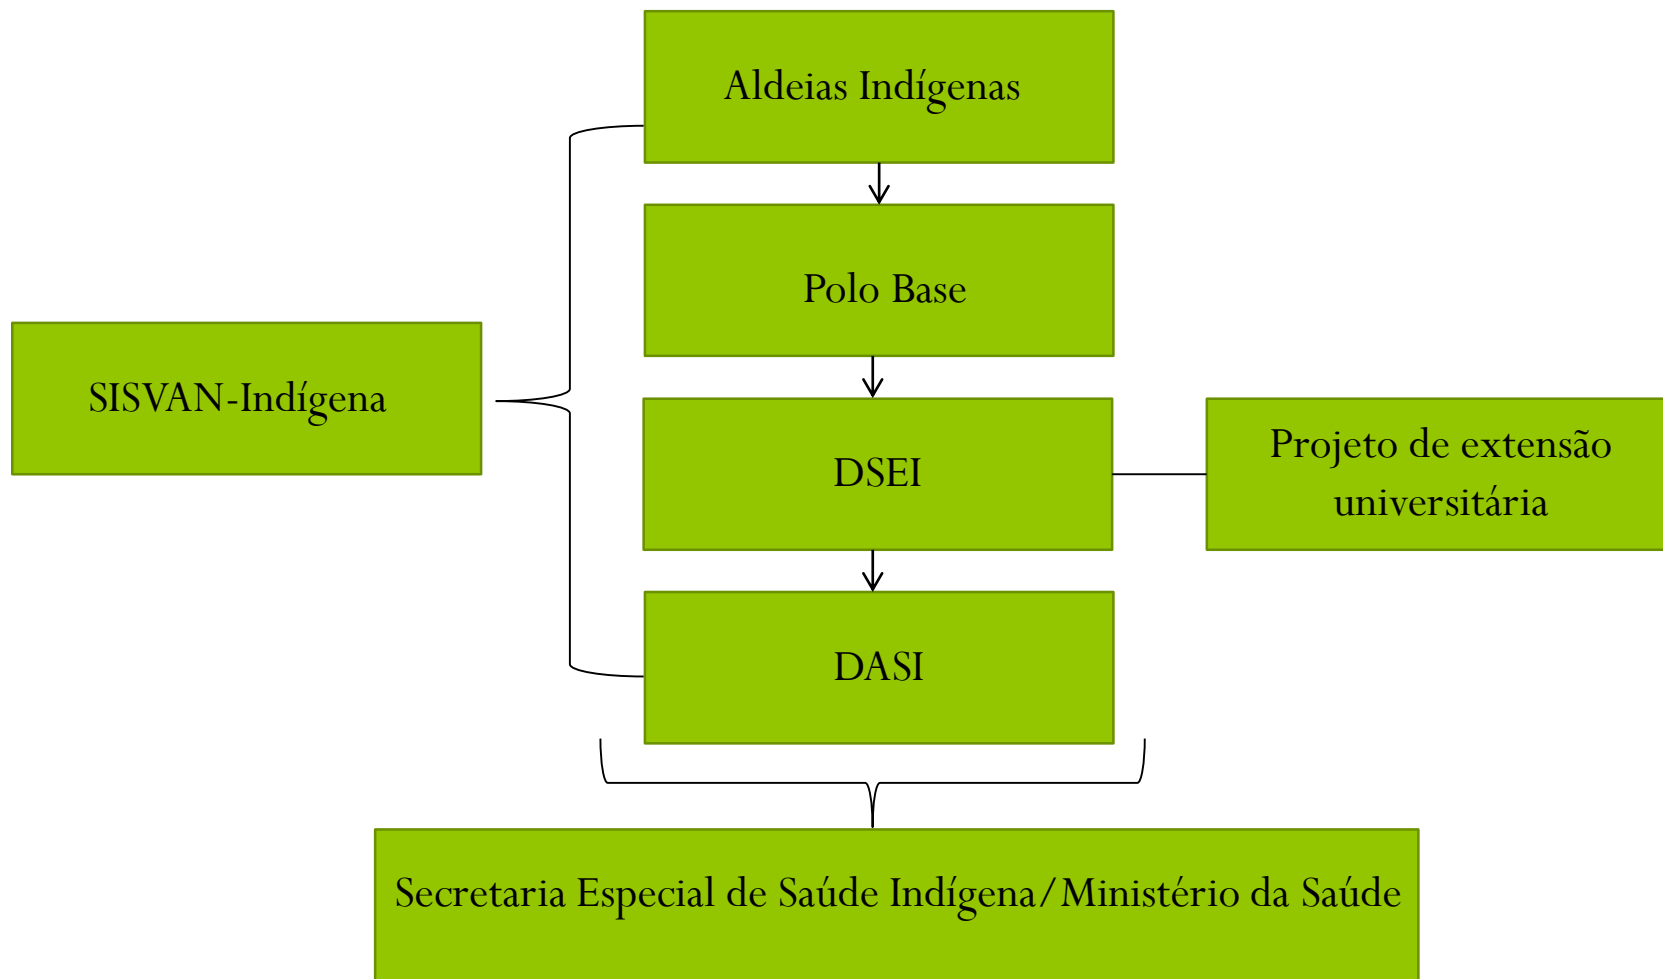 Aldeias Indígenas
Polo Base
SISVAN-Indígena
DSEI
Projeto de extensão
universitária
DASI
Secretaria Especial de Saúde Indígena/Ministério da Saúde